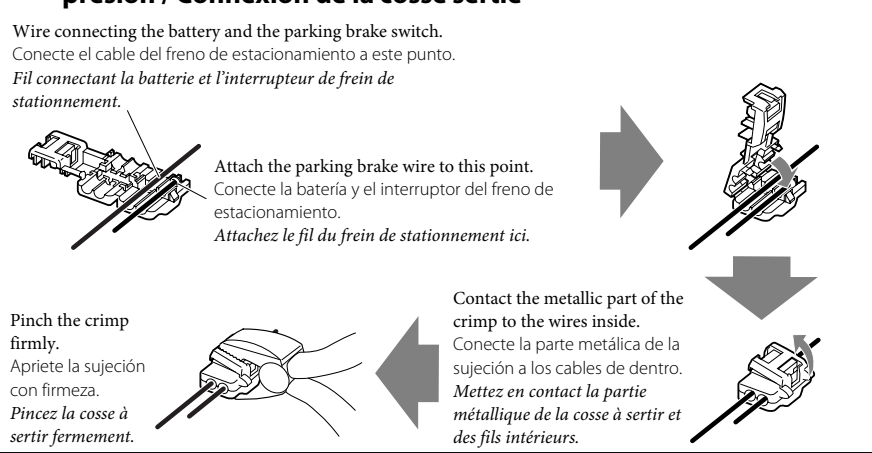 presión / Connexion de la cosse sertie
Wire connecting the battery and the parking brake switch.
Conecte el cable del freno de estacionamiento a este punto.
Fil connectant la batterie et l'interrupteur de frein de
stationnement.
Attach the parking brake wire to this point.
Conecte la batería y el interruptor del freno de
estacionamiento.
Attachez le fil du frein de stationnement ici.
Contact the metallic part of the
crimp to the wires inside.
Conecte la parte metálica de la
sujeción a los cables de dentro.
Mettez en contact la partie
métallique de la cosse à sertir et
des fils intérieurs.
Pinch the crimp
firmly.
Apriete la sujeción
con firmeza.
Pincez la cosse à
sertir fermement.